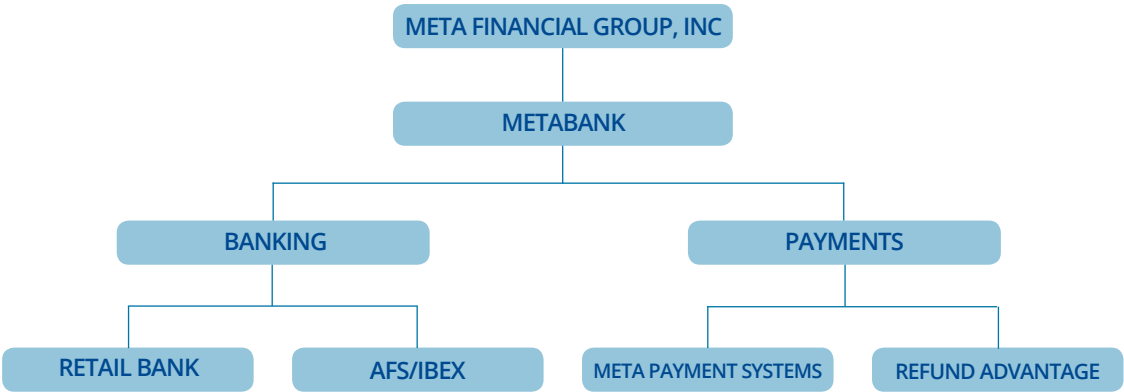 META FINANCIAL GROUP, INC
METABANK
BANKING
PAYMENTS
RETAIL BANK
AFS/IBEX
META PAYMENT SYSTEMS
REFUND ADVANTAGE